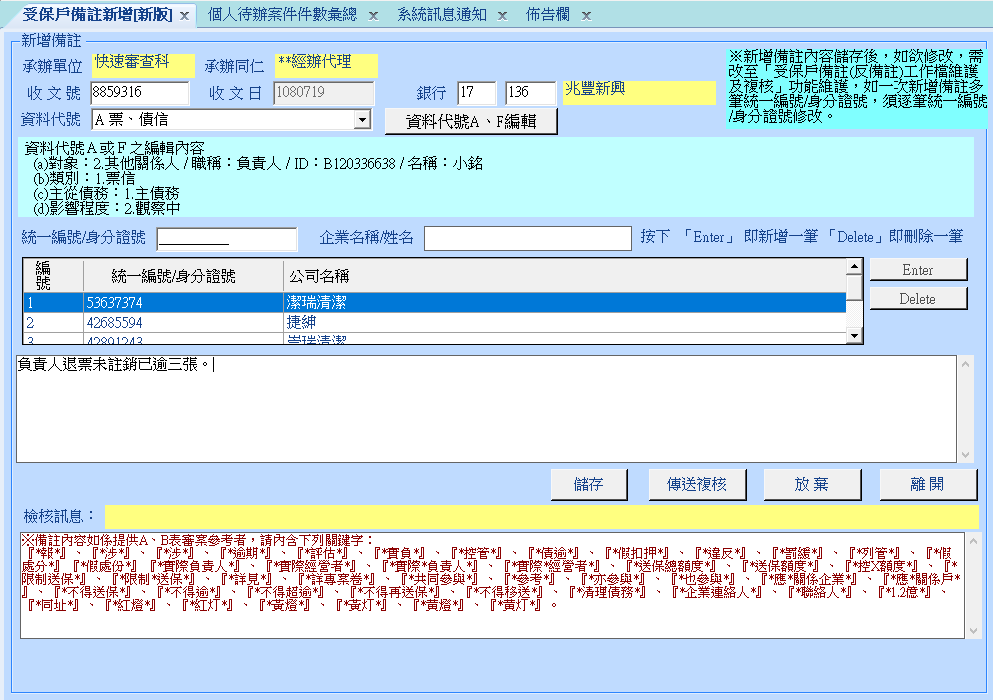 受保戶備註新增[新版] × 個人待辦案件件數彙總 × 系統訊息通知 × 佈告欄 ×
新增備註
承辦單位 快速審查科 承辦同仁 **經辦代理
收文號 8859316 收文日 1080719 銀行 17 136 兆豐新興
資料代號 A 票、債信 資料代號A、F編輯
※新增備註內容儲存後，如欲修改，需
改至「受保戶備註(反備註)工作檔維護
及複核」功能維護，如一次新增備註多
筆統一編號/身分證號，須逐筆統一編號
/身分證號修改。
資料代號A或F之編輯內容
(a)對象：2.其他關係人 / 職稱：負責人 / ID：B120336638 / 名稱：小銘
(b)類別：1.票信
(c)主從債務：1.主債務
(d)影響程度：2.觀察中
統一編號/身分證號 企業名稱/姓名 按下 「Enter」 即新增一筆 「Delete」即刪除一筆
編號 統一編號/身分證號 公司名稱
1 53637374 潔瑞清潔
2 42685594 捷紳
3 42891243 崇瑞清潔
Enter
Delete
負責人退票未註銷已逾三張。
儲存 傳送複核 放棄 離開
檢核訊息：
※備註內容如係提供A、B表審案參考者，請內含下列關鍵字：
『*報*』、『*涉*』、『*涉*』、『*逾期*』、『*評估*』、『*實負*』、『*控管*』、『*債逾*』、『*假扣押*』、『*違反*』、『*罰鍰*』、『*列管*』、『*假
處分*』『*假處份*』『*實際負責人*』、『*實際經營者*』、『*實際*負責人*』、『*實際*經營者*』、『*送保總額度*』、『*送保額度*』、『*控X額度*』、『*
限制送保*』、『*限制*送保*』、『*詳見*』、『*詳專案卷*』、『*共同參與*』、『*參考*』、『*亦參與*』、『*也參與*』、『*應*關係企業*』、『*應*關係戶*
』、『*不得送保*』、『*不得逾*』、『*不得超逾*』、『*不得再送保*』、『*不得移送*』、『*清理債務*』、『*企業連絡人*』、『*聯絡人*』、『*1.2億*』、
『*同址*』、『*紅燈*』、『*紅灯*』、『*黃燈*』、『*黃灯*』、『*黄燈*』、『*黄灯*』。